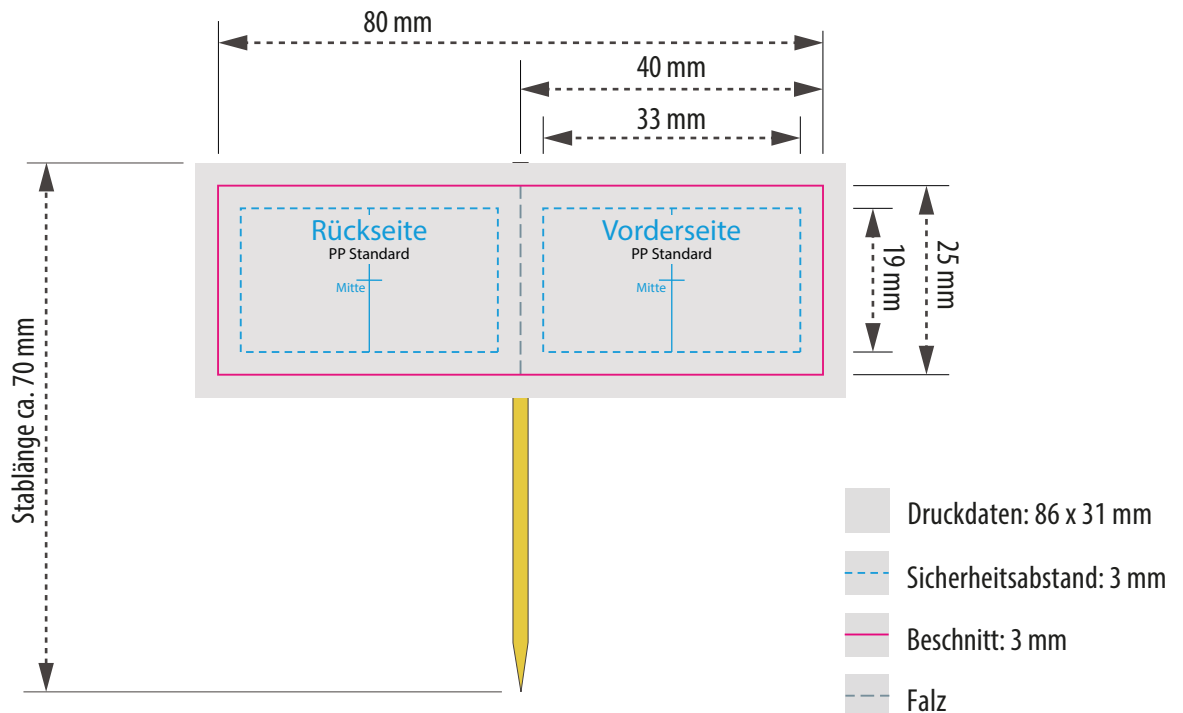 80 mm
40 mm
33 mm
Rückseite
PP Standard
Mitte
Vorderseite
PP Standard
Mitte
19 mm
25 mm
Stablänge ca. 70 mm
Druckdaten: 86 x 31 mm
Sicherheitsabstand: 3 mm
Beschnitt: 3 mm
Falz